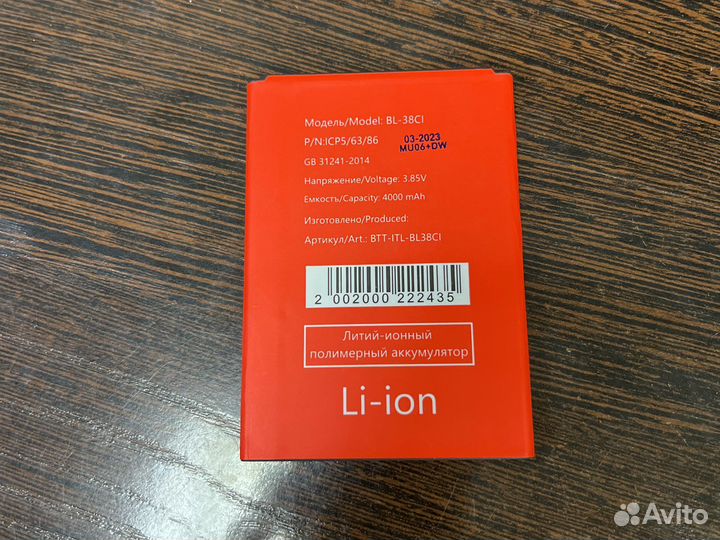 Модель/Model: BL-38CI
P/N:ICP5/63/86
03-2023
MU06+DW
GB 31241-2014
Напряжение/Voltage: 3.85V
Емкость/Capacity: 4000 mAh
Изготовлено/Produced:
Артикул/Art.: BTT-ITL-BL38CI
2 002000 222435
Литий-ионный
полимерный аккумулятор
Li-ion
Avito